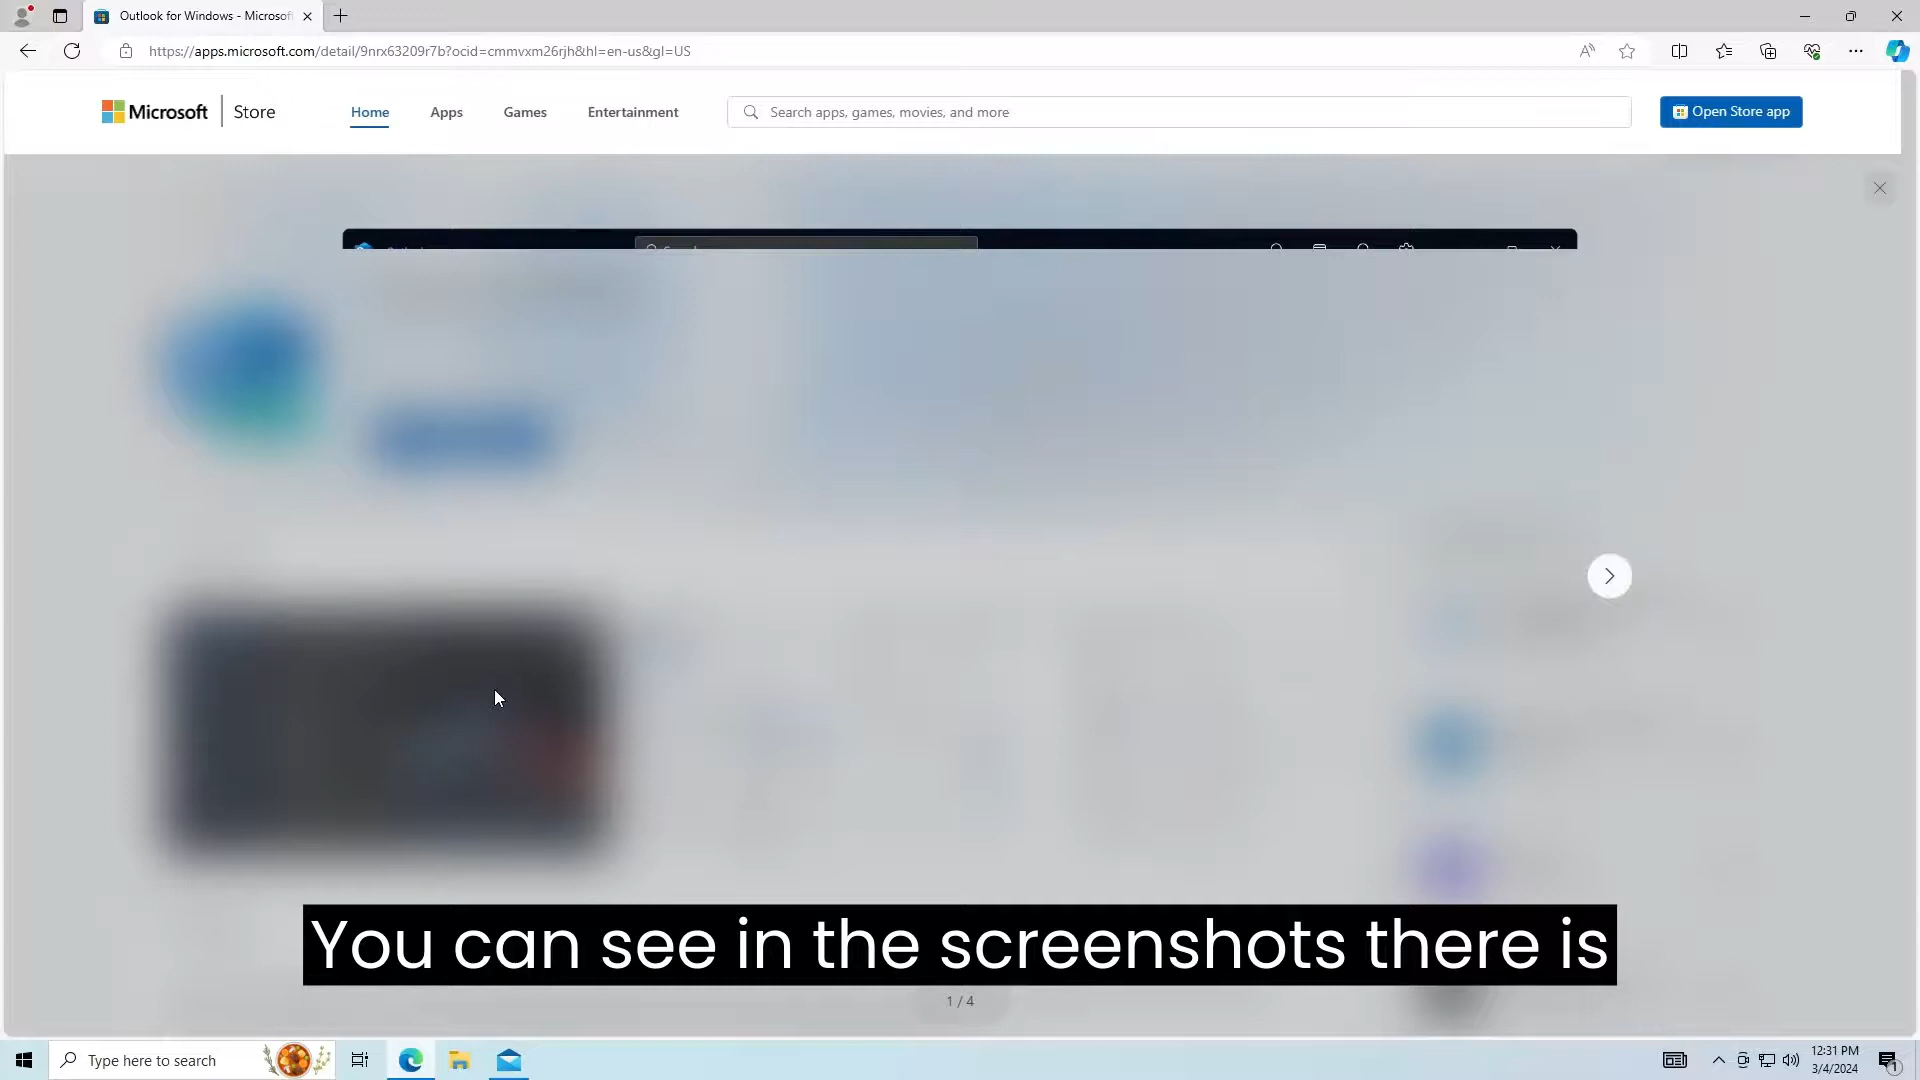 Outlook for Windows - Microsof
https://apps.microsoft.com/detail/9nrx63209r7b?ocid=cmmvxm26rjh&hl=en-us&gl=US
Microsoft Store Home Apps Games Entertainment Search apps, games, movies, and more Open Store app
You can see in the screenshots there is
1 / 4
Type here to search
12:31 PM
3/4/2024
1